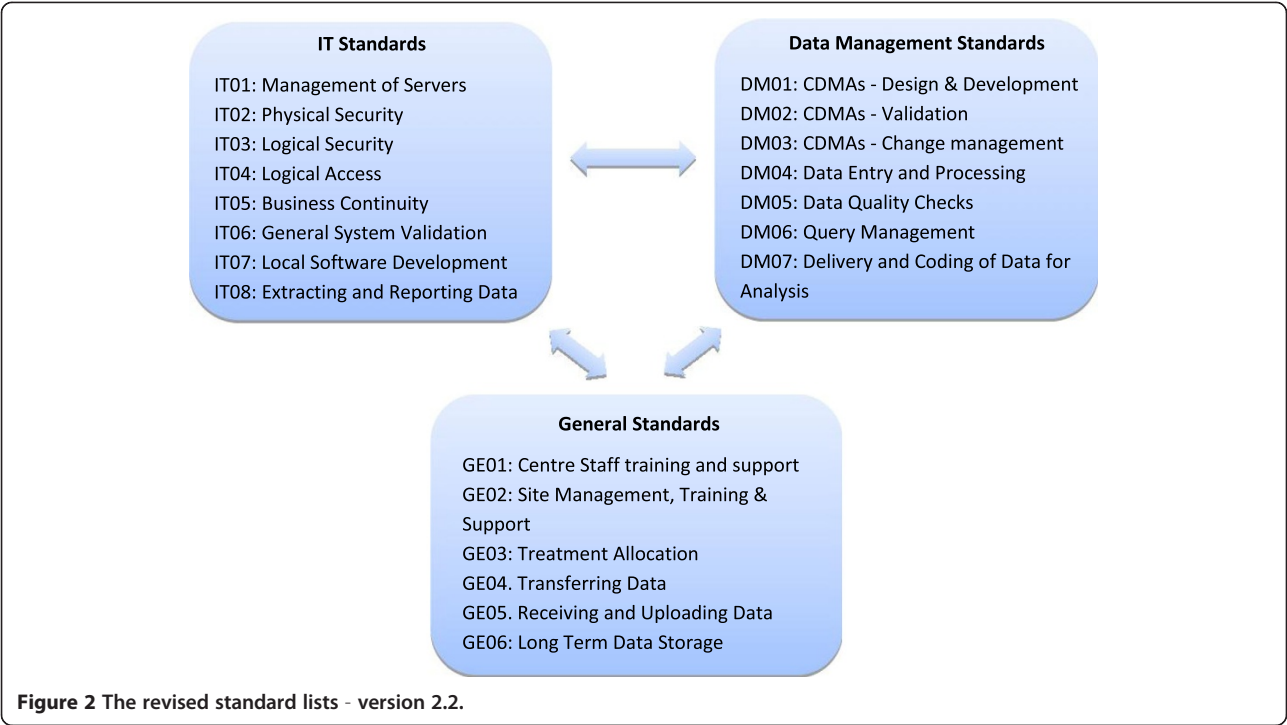 IT Standards
IT01: Management of Servers
IT02: Physical Security
IT03: Logical Security
IT04: Logical Access
IT05: Business Continuity
IT06: General System Validation
IT07: Local Software Development
IT08: Extracting and Reporting Data
Data Management Standards
DM01: CDMAs - Design & Development
DM02: CDMAs - Validation
DM03: CDMAs - Change management
DM04: Data Entry and Processing
DM05: Data Quality Checks
DM06: Query Management
DM07: Delivery and Coding of Data for
Analysis
General Standards
GE01: Centre Staff training and support
GE02: Site Management, Training &
Support
GE03: Treatment Allocation
GE04. Transferring Data
GE05. Receiving and Uploading Data
GE06: Long Term Data Storage
Figure 2 The revised standard lists - version 2.2.